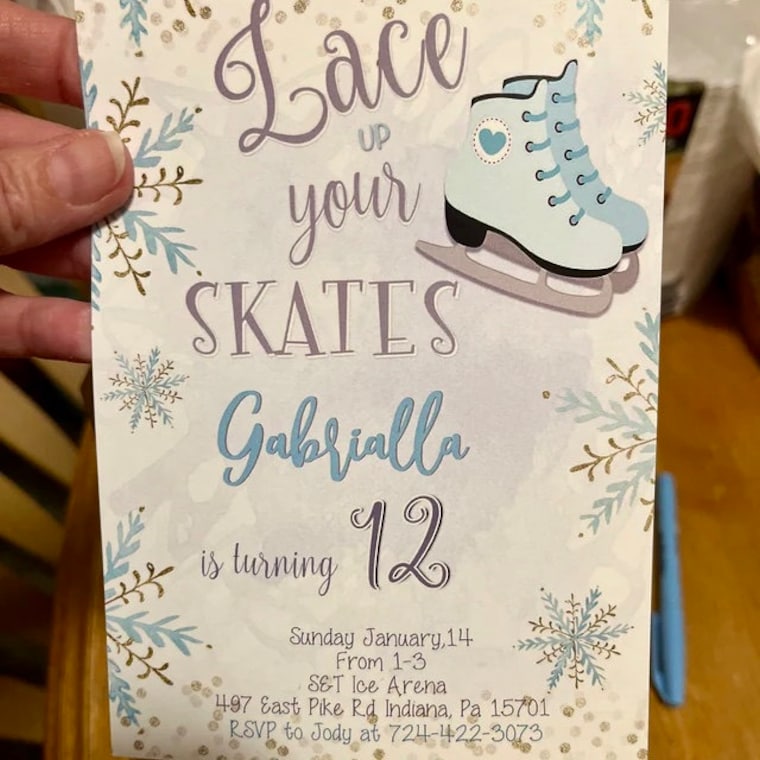 Lace
UP
your
SKATES
Gabrialla
is turning 12
Sunday January,14
From 1-3
S&T Ice Arena
497 East Pike Rd Indiana, Pa 15701
RSVP to Jody at 724-422-3073